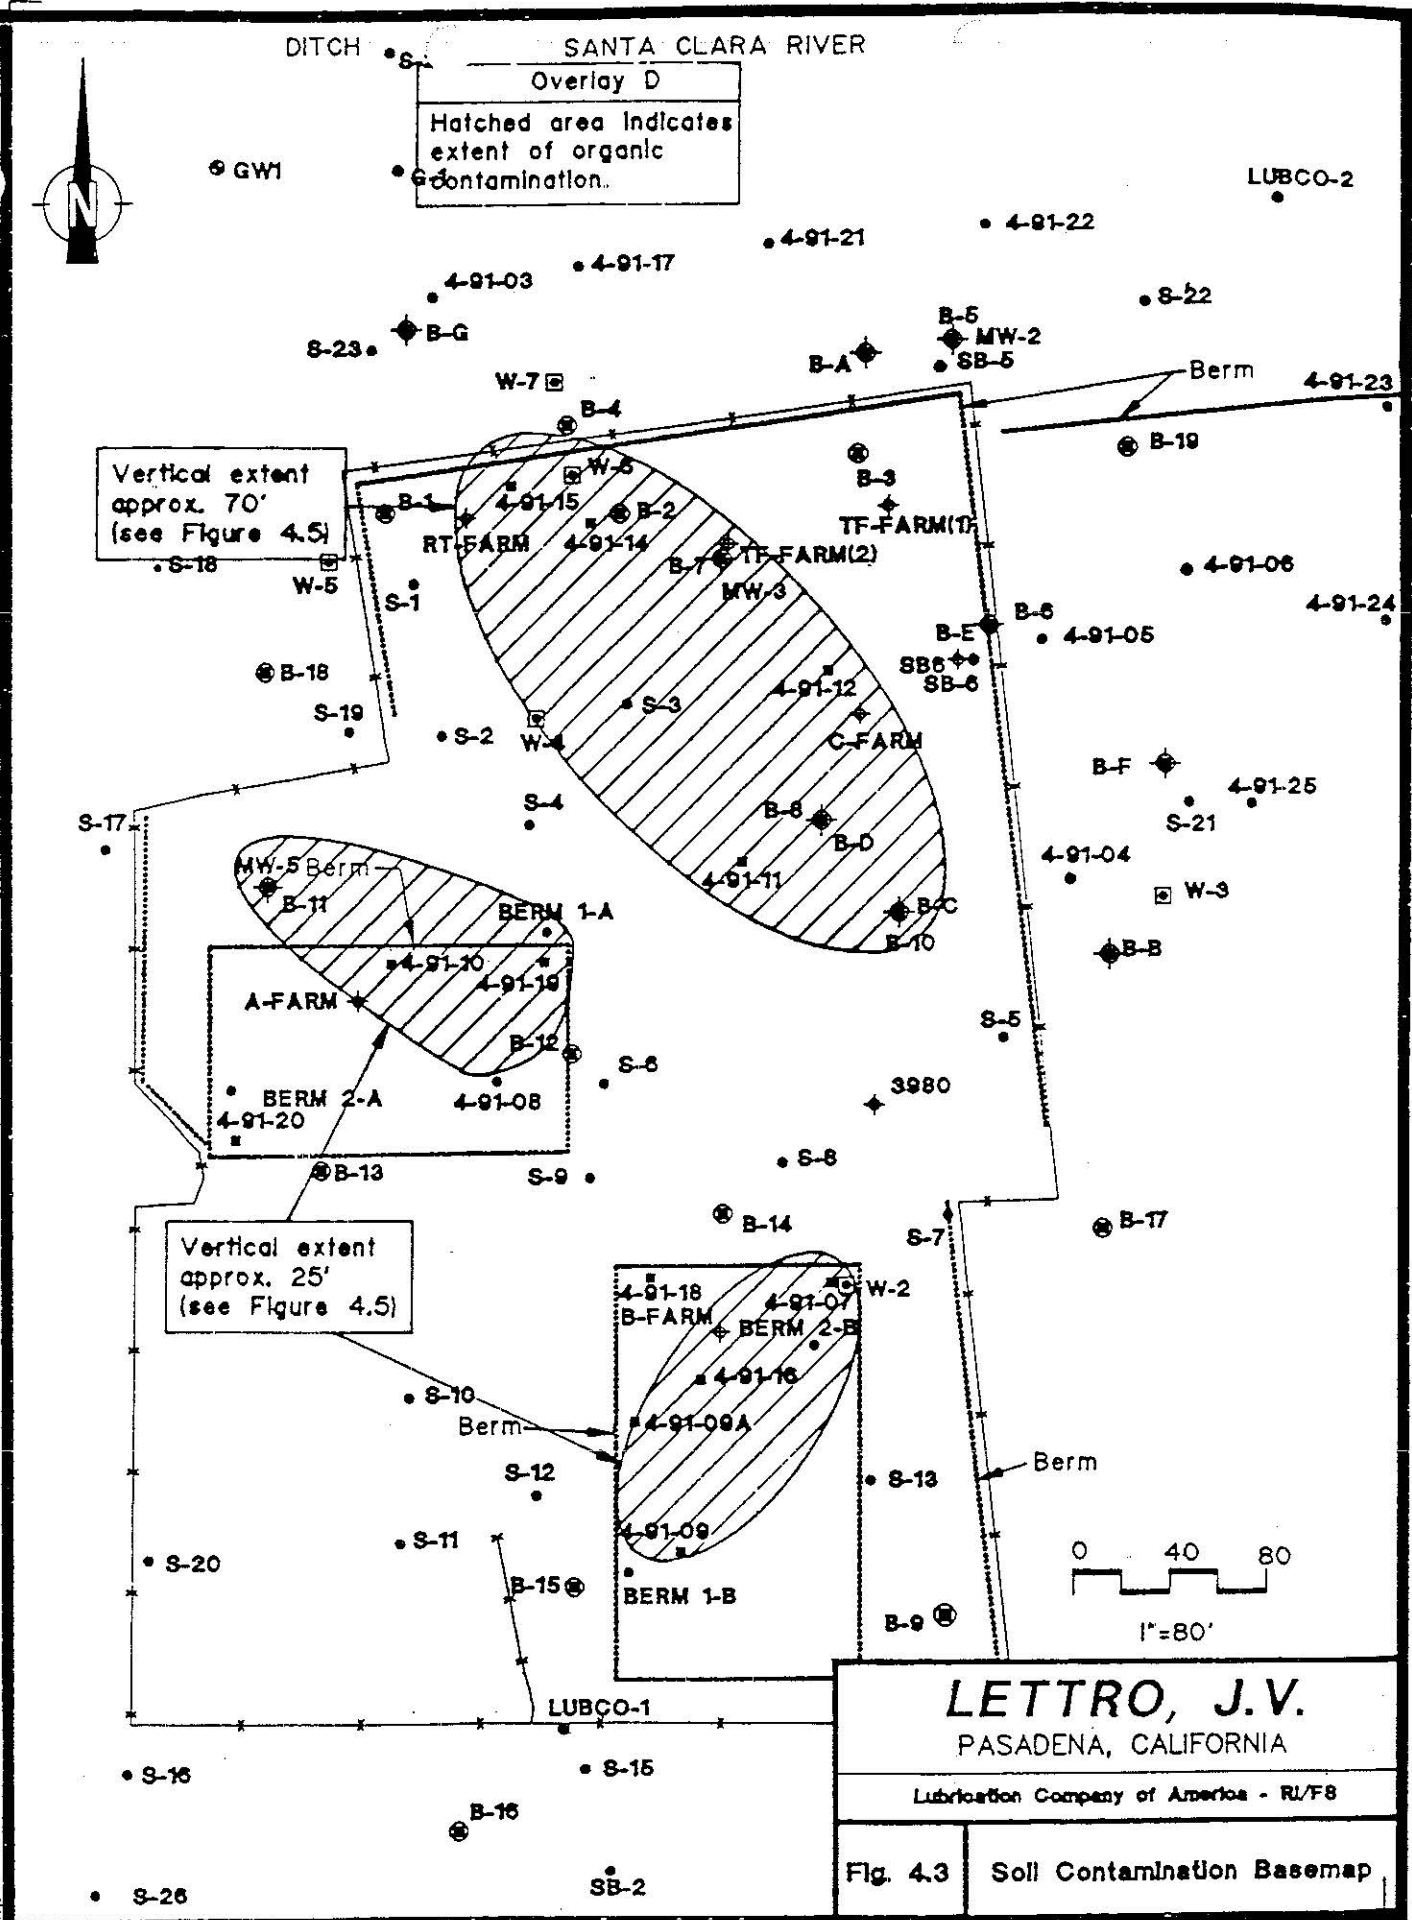 DITCH
SANTA CLARA RIVER
Overlay D
Hatched area indicates
extent of organic
contamination.
N
GW1
G-1
LUBCO-2
4-91-22
4-91-21
4-91-17
4-91-03
S-22
B-G
B-5
MW-2
S-23
B-A
SB-5
Berm
4-91-23
W-7
B-4
B-19
Vertical extent
approx. 70'
(see Figure 4.5)
W-6
B-3
4-91-15
B-1
B-2
TF-FARM(1)
RT-FARM
4-91-14
TF-FARM(2)
B-7
MW-3
S-18
W-5
S-1
4-91-06
4-91-24
B-6
B-E
4-91-05
SB6
SB-6
B-18
4-91-12
S-3
S-19
S-2
W-4
C-FARM
B-F
4-91-25
S-4
B-8
S-21
S-17
B-D
4-91-04
MW-5
Berm
4-91-11
W-3
B-11
BERM 1-A
B-C
B-10
B-B
4-91-10
4-91-19
A-FARM
S-5
B-12
S-6
3980
BERM 2-A
4-91-08
4-91-20
S-8
B-13
S-9
B-14
B-17
S-7
Vertical extent
approx. 25'
(see Figure 4.5)
4-91-18
4-91-07
W-2
B-FARM
BERM 2-B
4-91-16
S-10
Berm
4-91-09A
Berm
S-12
S-13
4-91-09
S-11
S-20
0 40 80
B-15
BERM 1-B
B-9
1"=80'
LUBCO-1
LETTRO, J.V.
PASADENA, CALIFORNIA
S-16
S-15
Lubrication Company of America - RI/FS
B-16
Fig. 4.3
Soil Contamination Basemap
SB-2
S-26